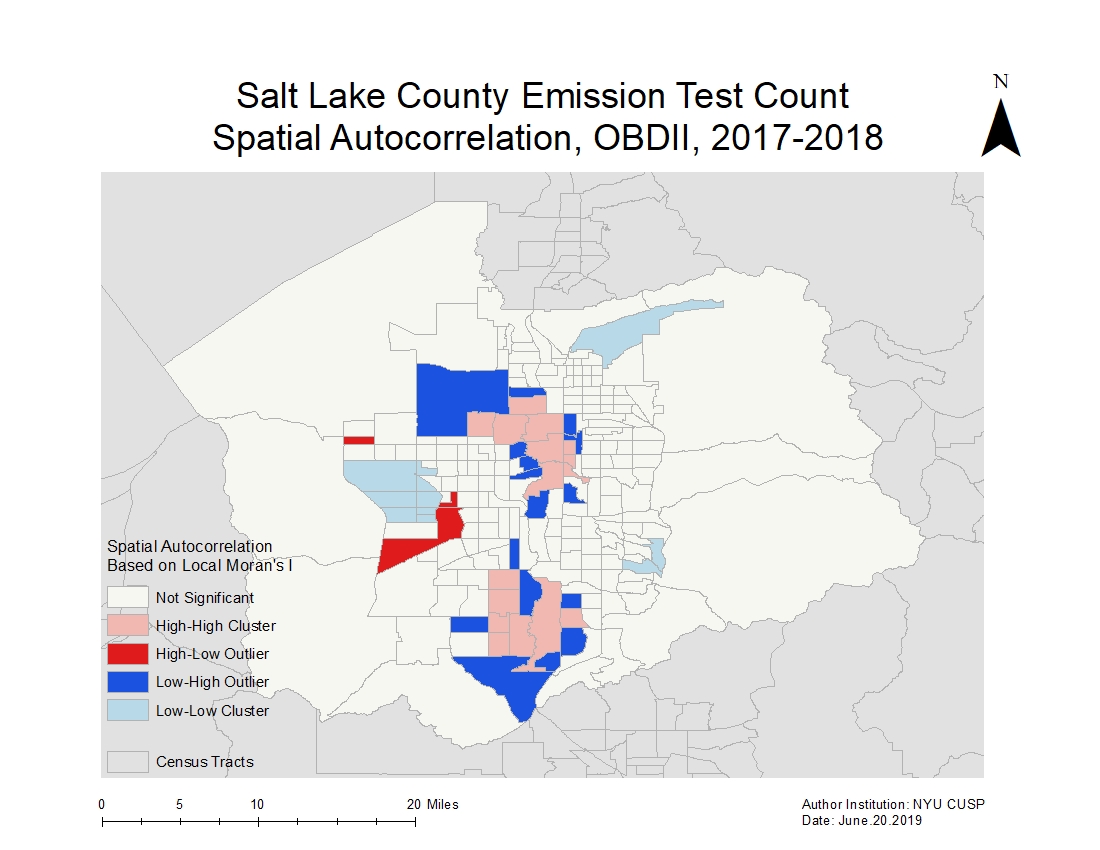 Salt Lake County Emission Test Count
Spatial Autocorrelation, OBDII, 2017-2018
N
Spatial Autocorrelation
Based on Local Moran's I
Not Significant
High-High Cluster
High-Low Outlier
Low-High Outlier
Low-Low Cluster
Census Tracts
0 5 10 20 Miles
Author Institution: NYU CUSP
Date: June.20.2019